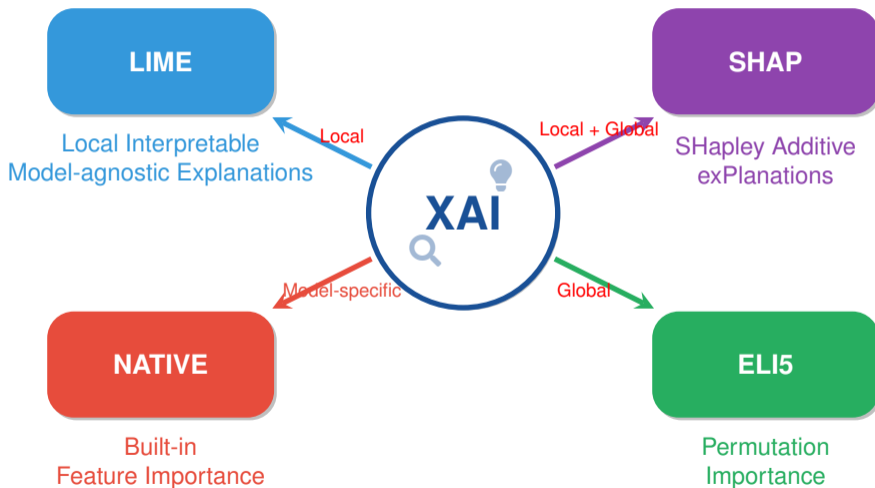 LIME
SHAP
Local
Local + Global
Local Interpretable
Model-agnostic Explanations
SHapley Additive
exPlanations
XAI
Model-specific
Global
NATIVE
ELI5
Built-in
Feature Importance
Permutation
Importance